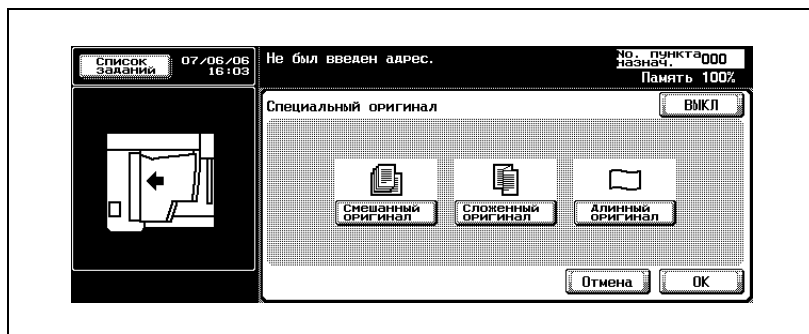 Список
заданий
07/06/06
16:03
Не был введен адрес.
No. пункта
назнач.
000
Память 100%
Специальный оригинал
ВЫКЛ
Смешанный
оригинал
Сложенный
оригинал
Длинный
оригинал
Отмена
OK